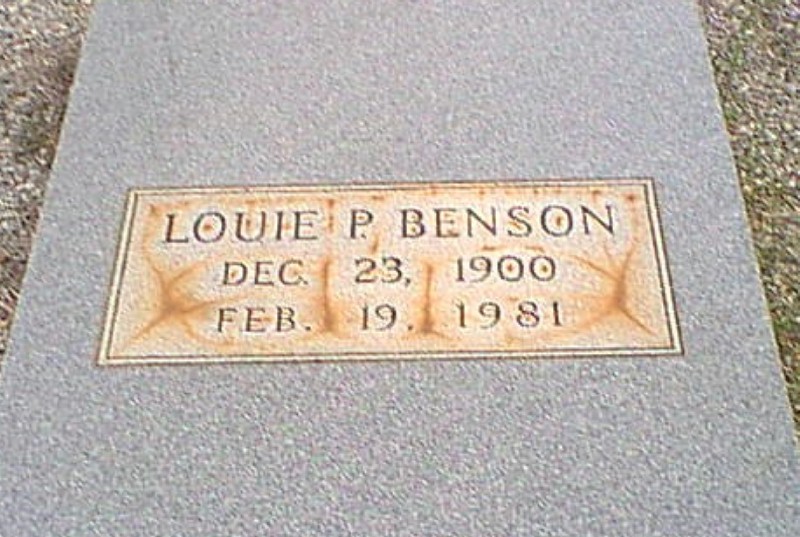 LOUIE P. BENSON
DEC. 23, 1900
FEB. 19, 1981